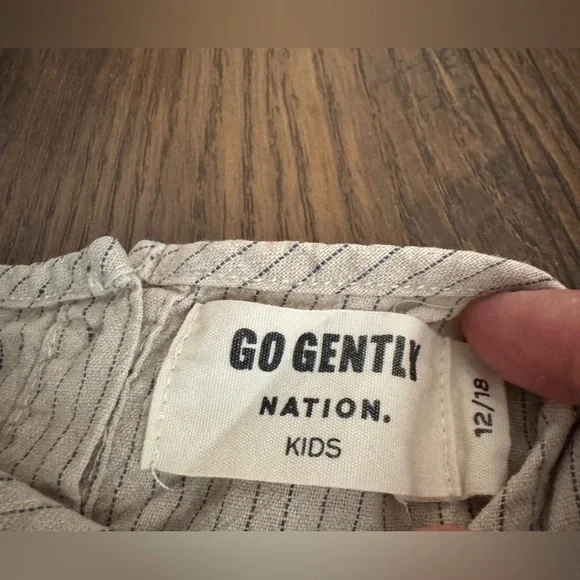 GO GENTLY
NATION.
KIDS
12/18